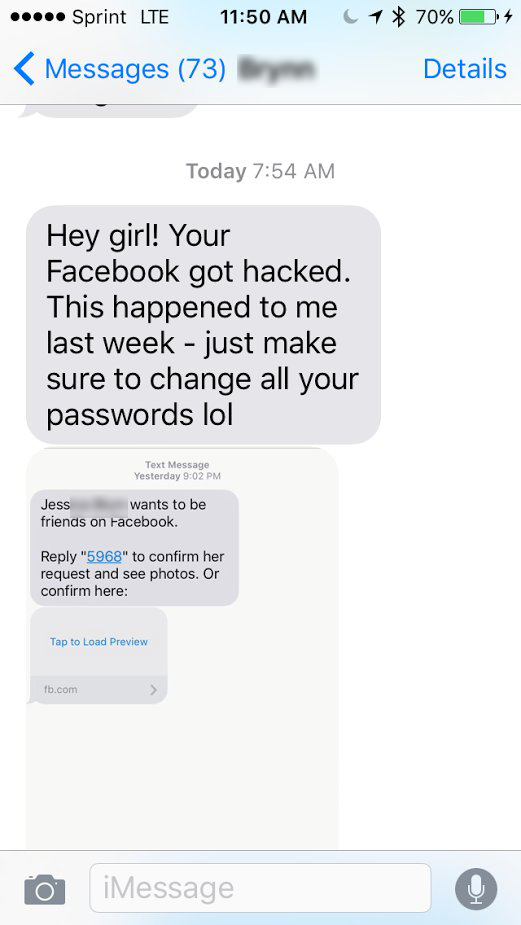 Sprint LTE 11:50 AM 70%
Messages (73) Details
Today 7:54 AM
Hey girl! Your
Facebook got hacked.
This happened to me
last week - just make
sure to change all your
passwords lol
Text Message
Yesterday 9:02 PM
wants to be
friends on Facebook.
Reply "5968" to confirm her
request and see photos. Or
confirm here:
Tap to Load Preview
fb.com
iMessage